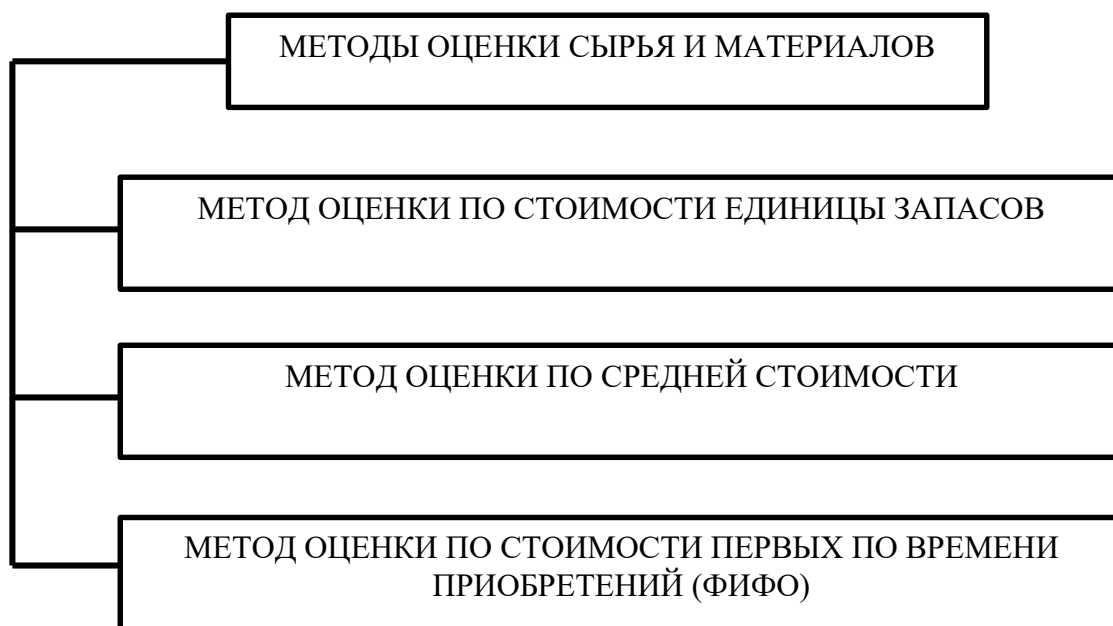 МЕТОДЫ ОЦЕНКИ СЫРЬЯ И МАТЕРИАЛОВ
МЕТОД ОЦЕНКИ ПО СТОИМОСТИ ЕДИНИЦЫ ЗАПАСОВ
МЕТОД ОЦЕНКИ ПО СРЕДНЕЙ СТОИМОСТИ
МЕТОД ОЦЕНКИ ПО СТОИМОСТИ ПЕРВЫХ ПО ВРЕМЕНИ
ПРИОБРЕТЕНИЙ (ФИФО)